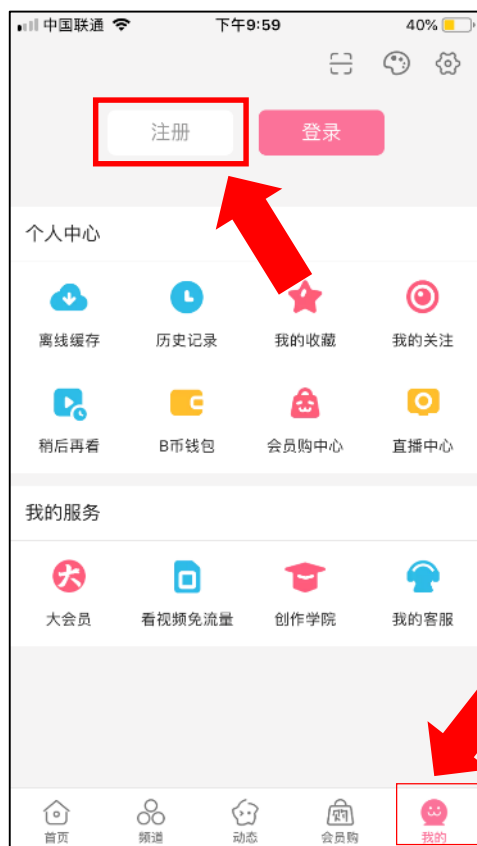 中国联通 下午9:59 40%
注册 登录
个人中心
离线缓存 历史记录 我的收藏 我的关注
稍后再看 B币钱包 会员购中心 直播中心
我的服务
大
大会员 看视频免流量 创作学院 我的客服
购
首页 频道 动态 会员购 我的